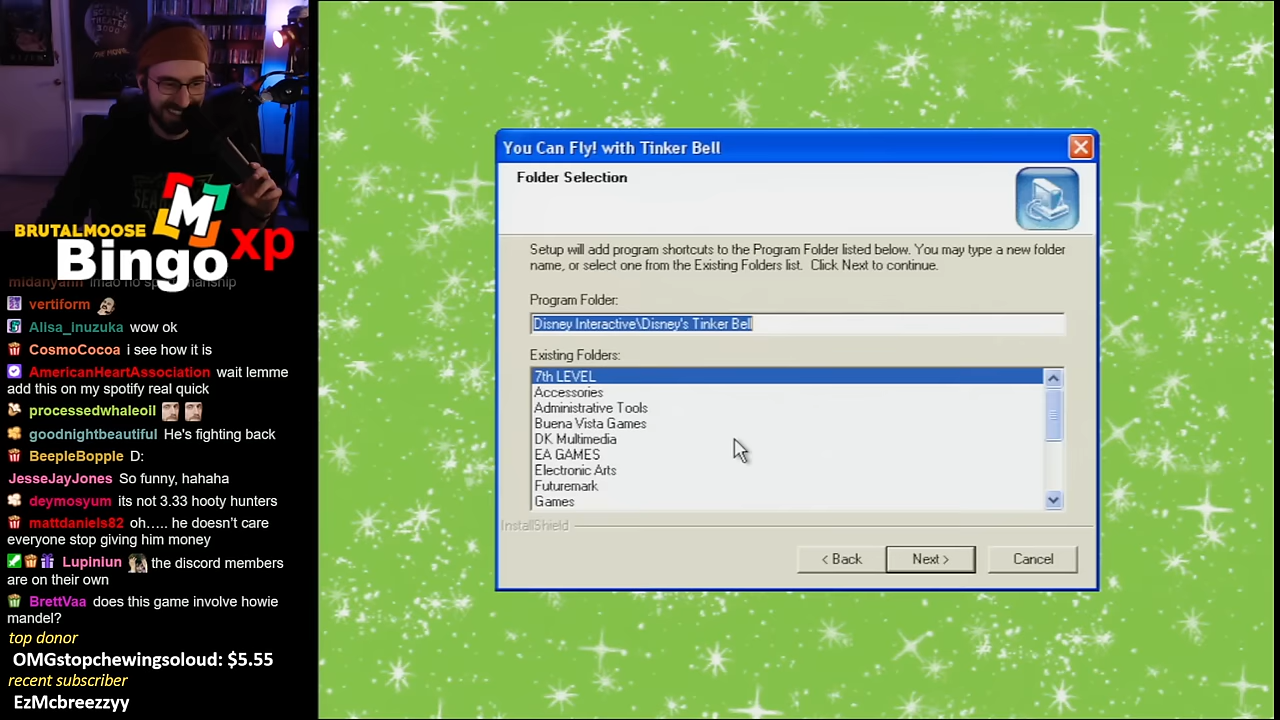 BRUTALMOOSE
M
Bingo xp
midanyann lmao no sportsmanship
vertiform
Alisa_inuzuka wow ok
CosmoCocoa i see how it is
AmericanHeartAssociation wait lemme
add this on my spotify real quick
processedwhaleoil
goodnightbeautiful He's fighting back
BeepleBopple D:
JesseJayJones So funny, hahaha
deymosyum its not 3.33 hooty hunters
mattdaniels82 oh….. he doesn't care
everyone stop giving him money
Lupinlun the discord members
are on their own
BrettVaa does this game involve howie
mandel?
top donor
OMGstopchewingsoloud: $5.55
recent subscriber
EzMcbreezzyy
You Can Fly! with Tinker Bell
Folder Selection
Setup will add program shortcuts to the Program Folder listed below. You may type a new folder
name, or select one from the Existing Folders list. Click Next to continue.
Program Folder:
Disney Interactive\Disney's Tinker Bell
Existing Folders:
7th LEVEL
Accessories
Administrative Tools
Buena Vista Games
DK Multimedia
EA GAMES
Electronic Arts
Futuremark
Games
InstallShield
< Back
Next >
Cancel